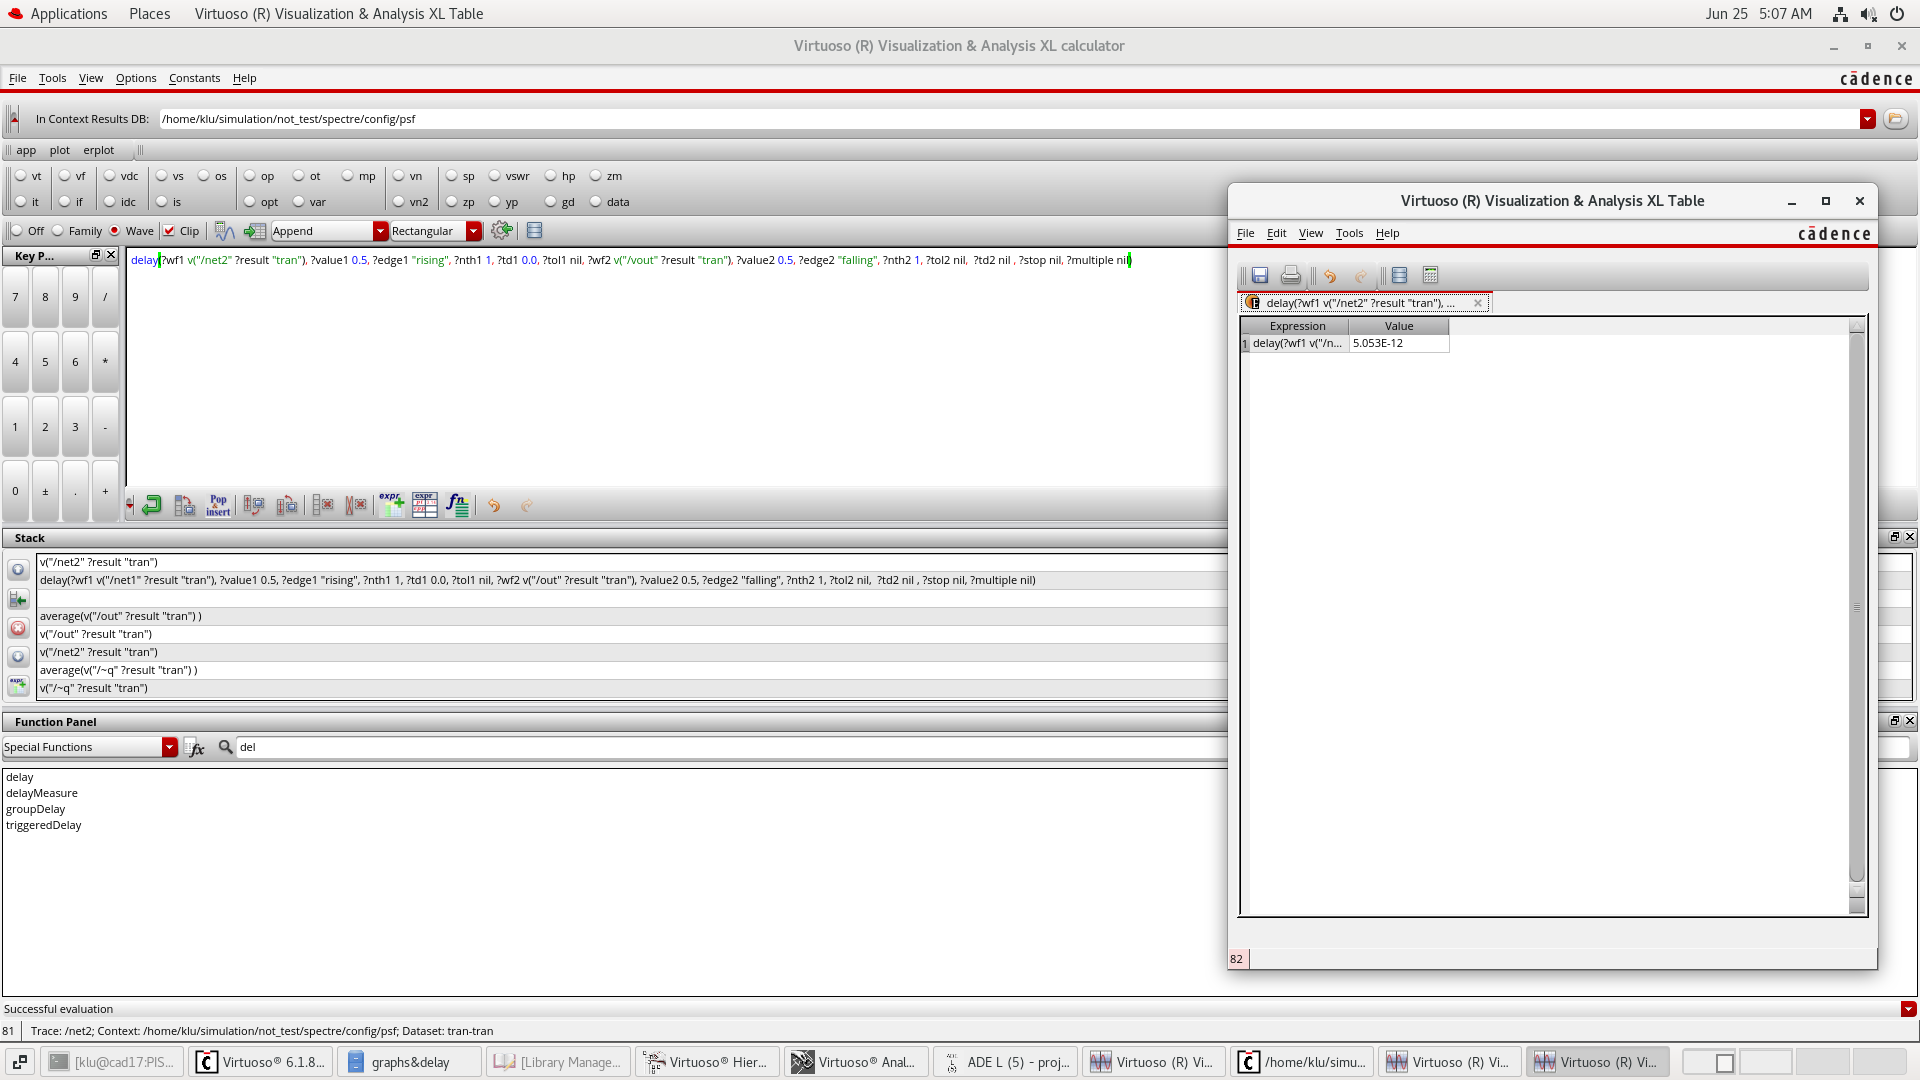 Applications Places Virtuoso (R) Visualization & Analysis XL Table Jun 25 5:07 AM
Virtuoso (R) Visualization & Analysis XL calculator
File Tools View Options Constants Help cādence
In Context Results DB: /home/klu/simulation/not_test/spectre/config/psf
app plot erplot
vt vf vdc vs os op ot mp vn sp vswr hp zm
it if idc is opt var vn2 zp yp gd data
Off Family Wave Clip Append Rectangular
Key P...
delay(?wf1 v("/net2" ?result "tran"), ?value1 0.5, ?edge1 "rising", ?nth1 1, ?td1 0.0, ?tol1 nil, ?wf2 v("/vout" ?result "tran"), ?value2 0.5, ?edge2 "falling", ?nth2 1, ?tol2 nil, ?td2 nil , ?stop nil, ?multiple nil)
7 8 9 /
4 5 6 *
1 2 3 -
0 ± . +
Pop & insert expr expr fn
Stack
v("/net2" ?result "tran")
delay(?wf1 v("/net1" ?result "tran"), ?value1 0.5, ?edge1 "rising", ?nth1 1, ?td1 0.0, ?tol1 nil, ?wf2 v("/out" ?result "tran"), ?value2 0.5, ?edge2 "falling", ?nth2 1, ?tol2 nil, ?td2 nil , ?stop nil, ?multiple nil)
average(v("/out" ?result "tran") )
v("/out" ?result "tran")
v("/net2" ?result "tran")
average(v("/~q" ?result "tran") )
v("/~q" ?result "tran")
expr
Function Panel
Special Functions fx del
delay
delayMeasure
groupDelay
triggeredDelay
Successful evaluation
81 Trace: /net2; Context: /home/klu/simulation/not_test/spectre/config/psf; Dataset: tran-tran
Virtuoso (R) Visualization & Analysis XL Table
File Edit View Tools Help cādence
delay(?wf1 v("/net2" ?result "tran"), ...
Expression Value
1 delay(?wf1 v("/n... 5.053E-12
82
[klu@cad17:PIS... Virtuoso® 6.1.8... graphs&delay [Library Manage... Virtuoso® Hier... Virtuoso® Anal... ADE L (5) - proj... Virtuoso (R) Vi... /home/klu/simu... Virtuoso (R) Vi... Virtuoso (R) Vi...